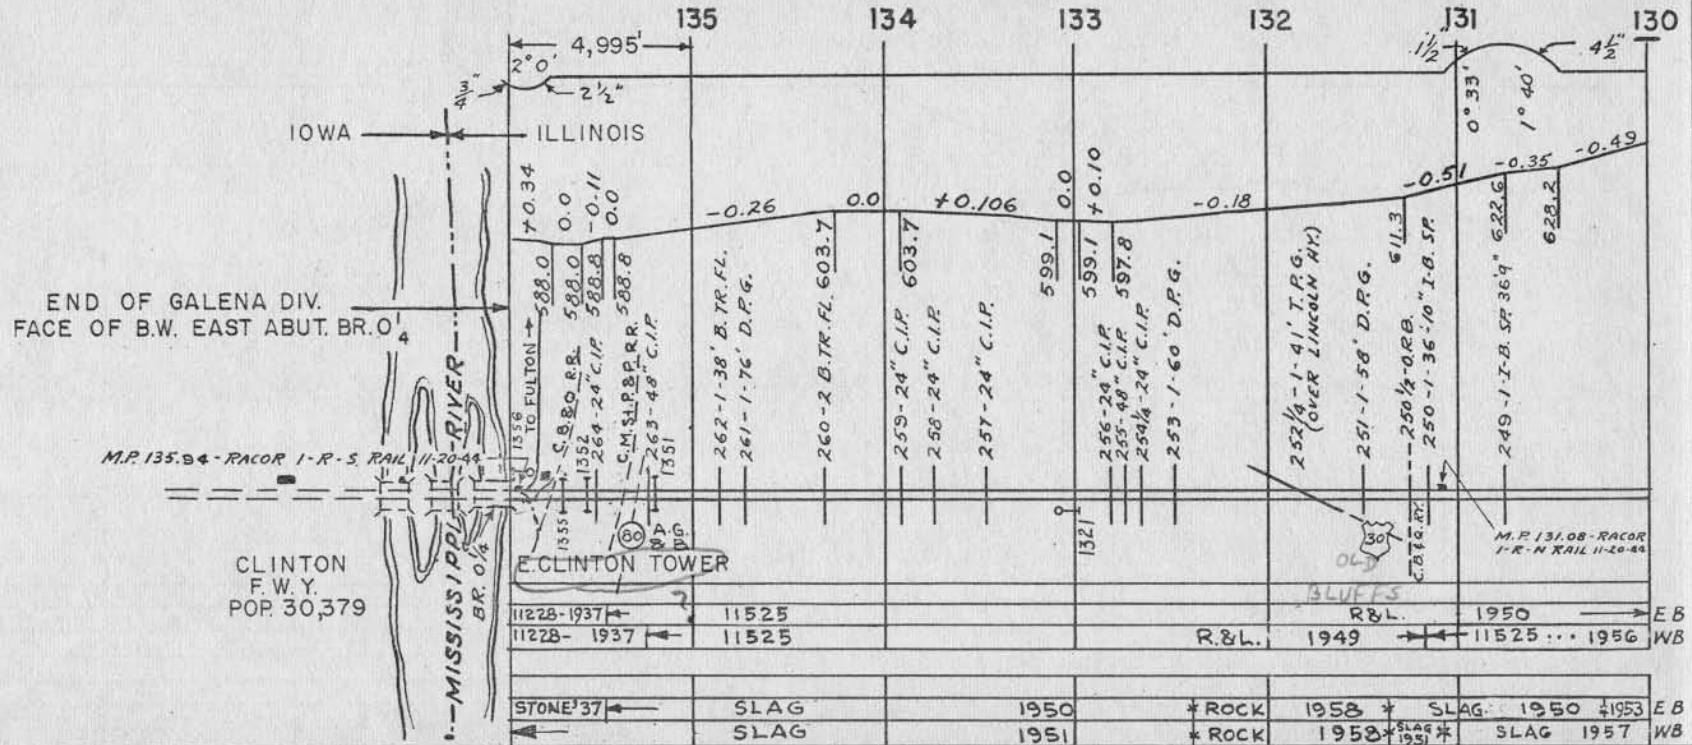 135 134 133 132 131 130
4,995'
2° 0'
3/4"
2 1/2"
1 1/2"
4 1/2"
0° 33'
1° 40'
IOWA
ILLINOIS
+0.34
0.0
-0.11
0.0
-0.26
0.0
+0.106
0.0
+0.10
-0.18
-0.51
-0.35
-0.49
588.0
588.0
588.8
588.8
603.7
603.7
599.1
599.1
597.8
611.3
622.6
628.2
END OF GALENA DIV.
FACE OF B.W. EAST ABUT. BR. 0 1/4
1356
TO FULTON →
C.B.&Q. R.R.
1352
264-24" C.I.P.
C.M.St.P.&P. R.R.
263-48" C.I.P.
1351
262-1-38' B. TR. FL.
261-1-76' D.P.G.
260-2 B. TR. FL.
259-24" C.I.P.
258-24" C.I.P.
257-24" C.I.P.
256-24" C.I.P.
255-48" C.I.P.
254 1/4-24" C.I.P.
253-1-60' D.P.G.
252 1/4-1-41' T.P.G.
(OVER LINCOLN HY.)
251-1-58' D.P.G.
250 1/2-O.R.B.
250-1-36'-10" I-B. SP.
249-1-I-B. SP. 36'9"
M.P. 135.94-RACOR 1-R-S RAIL 11-20-44
1355
80
A.G.
1321
30
OLD
BLUFFS
C.B.&Q. RY.
M.P. 131.08-RACOR
1-R-N RAIL 11-20-44
E.CLINTON TOWER
?
CLINTON
F.W.Y.
POP. 30,379
MISSISSIPPI RIVER
BR. 0 1/4
11228-1937 11525 R&L. 1950 EB
11228- 1937 11525 R.&L. 1949 11525 ... 1956 WB
STONE '37 SLAG 1950 * ROCK 1958 * SLAG 1950 1953 EB
SLAG 1951 * ROCK 1958 * SLAG 1951 * SLAG 1957 WB